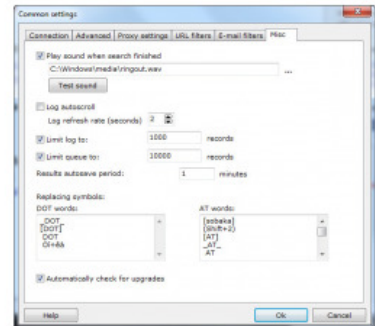 Common settings
Connection Advanced Proxy settings URL filters E-mail filters Misc
Play sound when search finished
C:\Windows\media\ringout.wav ...
Test sound
Log autoscroll
Log refresh rate (seconds) 2
Limit log to: 1000 records
Limit queue to: 10000 records
Results autosave period: 1 minutes
Replacing symbols:
DOT words: AT words:
_DOT_ [sobaka]
[DOT] (Shift+2)
DOT [AT]
_AT_
AT
Automatically check for upgrades
Help Ok Cancel